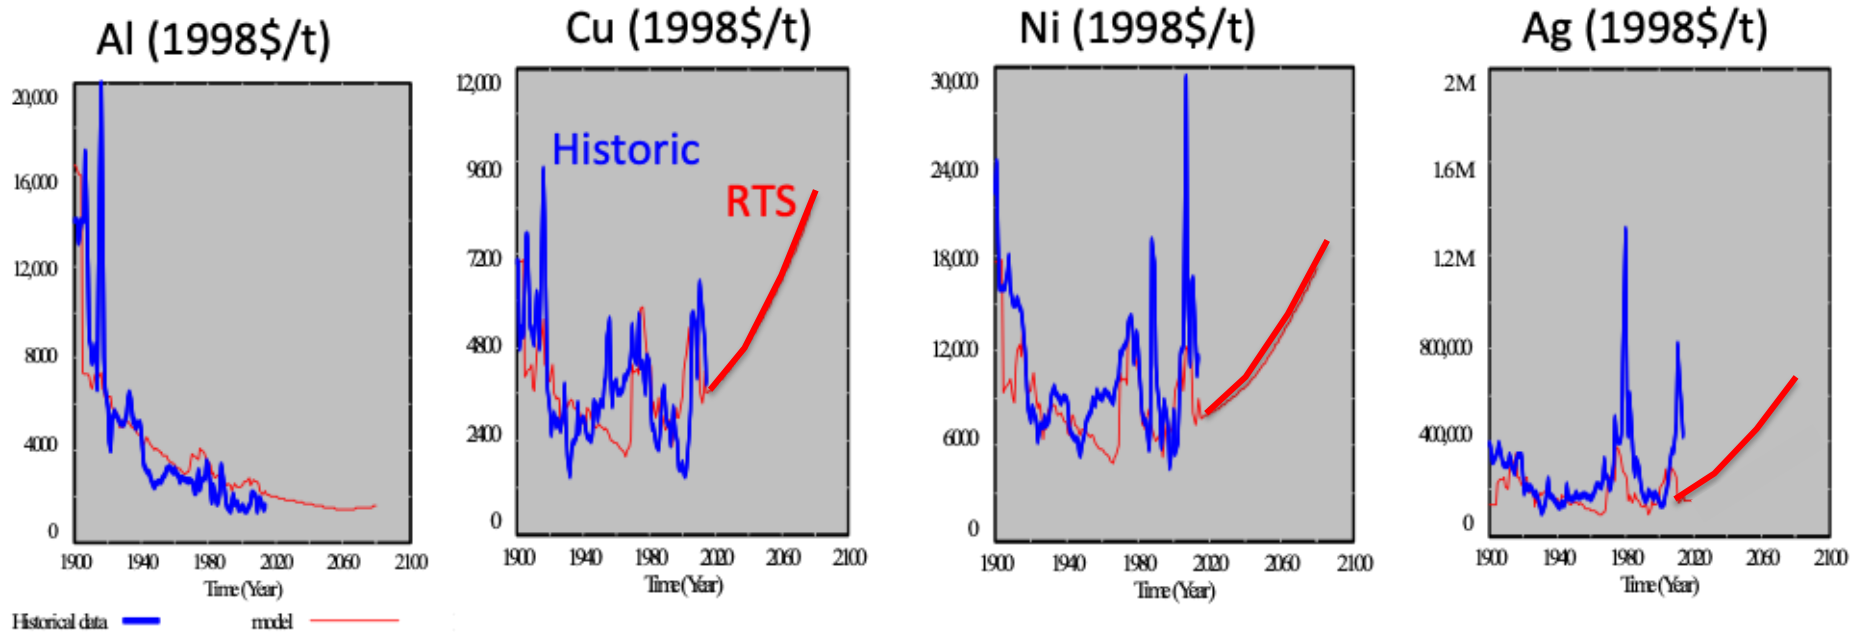 Al (1998$/t)
20,000
16,000
12,000
8000
4000
0
1900 1940 1980 2020 2060 2100
Time (Year)
Historical data
model
Cu (1998$/t)
12,000
9600
7200
4800
2400
0
Historic
RTS
1900 1940 1980 2020 2060 2100
Time (Year)
Ni (1998$/t)
30,000
24,000
18,000
12,000
6000
0
1900 1940 1980 2020 2060 2100
Time (Year)
Ag (1998$/t)
2M
1.6M
1.2M
800,000
400,000
0
1900 1940 1980 2020 2060 2100
Time (Year)